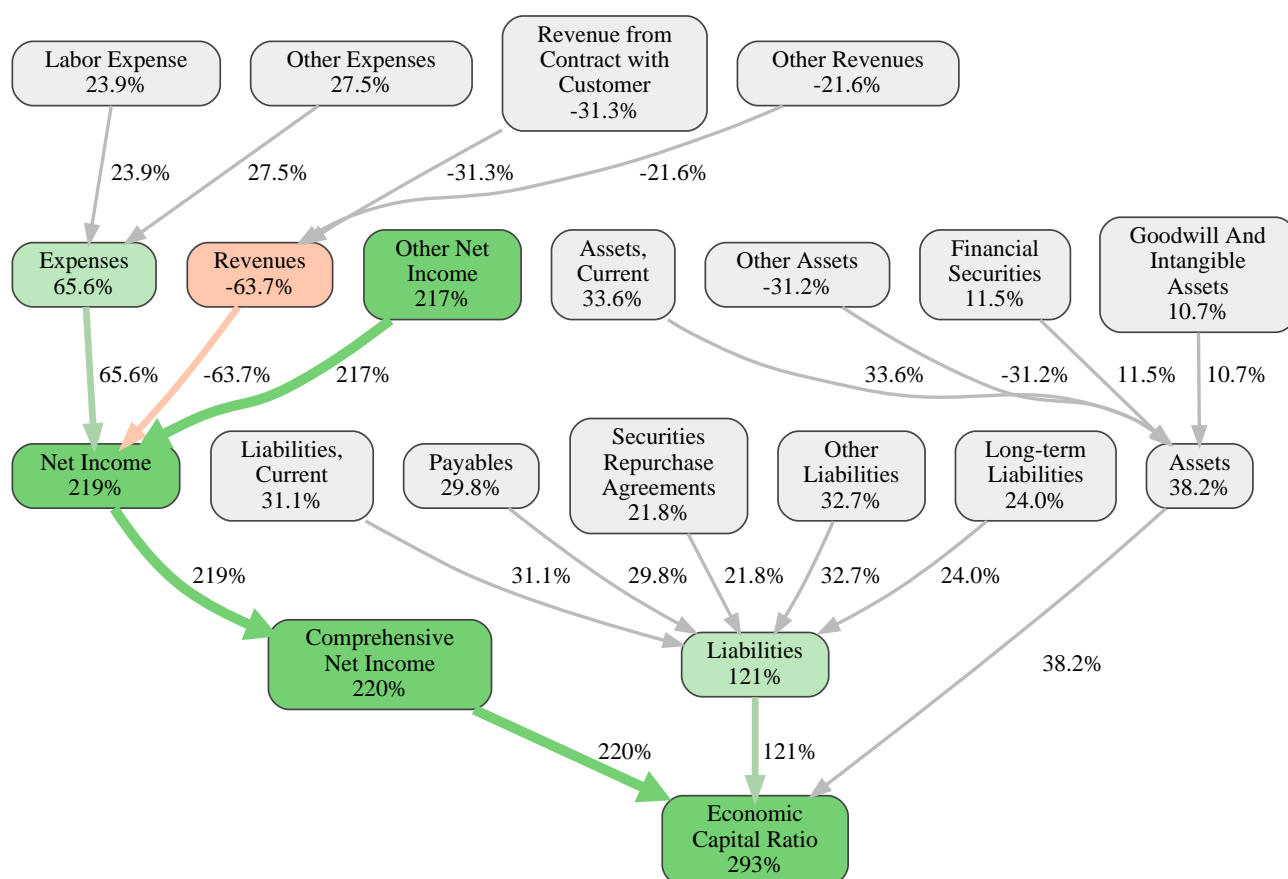 Labor Expense
23.9%
Other Expenses
27.5%
Revenue from
Contract with
Customer
-31.3%
Other Revenues
-21.6%
23.9%
27.5%
-31.3%
-21.6%
Expenses
65.6%
Revenues
-63.7%
Other Net
Income
217%
Assets,
Current
33.6%
Other Assets
-31.2%
Financial
Securities
11.5%
Goodwill And
Intangible
Assets
10.7%
65.6%
-63.7%
217%
33.6%
-31.2%
11.5%
10.7%
Net Income
219%
Liabilities,
Current
31.1%
Payables
29.8%
Securities
Repurchase
Agreements
21.8%
Other
Liabilities
32.7%
Long-term
Liabilities
24.0%
Assets
38.2%
219%
31.1%
29.8%
21.8%
32.7%
24.0%
Comprehensive
Net Income
220%
Liabilities
121%
38.2%
220%
121%
Economic
Capital Ratio
293%